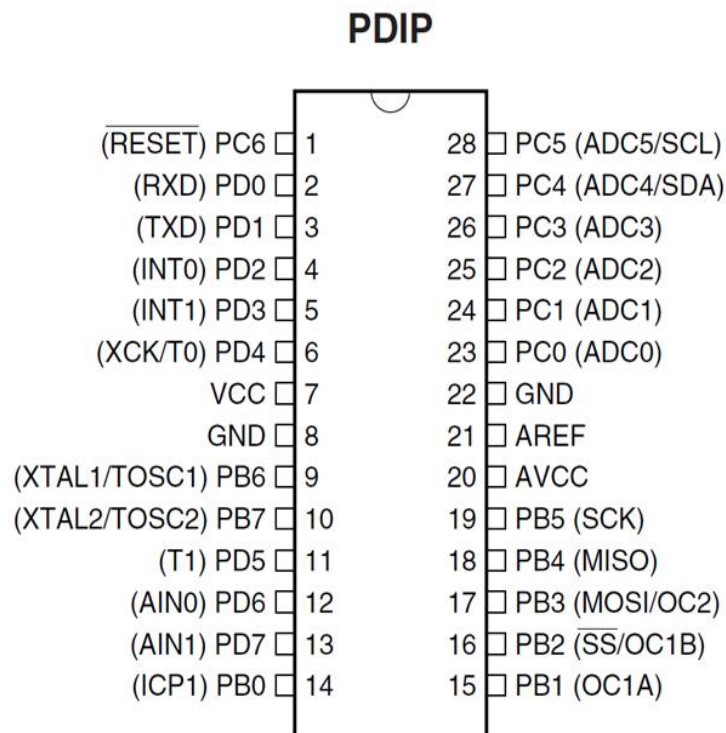 PDIP
(RESET) PC6 1 28 PC5 (ADC5/SCL)
(RXD) PD0 2 27 PC4 (ADC4/SDA)
(TXD) PD1 3 26 PC3 (ADC3)
(INT0) PD2 4 25 PC2 (ADC2)
(INT1) PD3 5 24 PC1 (ADC1)
(XCK/T0) PD4 6 23 PC0 (ADC0)
VCC 7 22 GND
GND 8 21 AREF
(XTAL1/TOSC1) PB6 9 20 AVCC
(XTAL2/TOSC2) PB7 10 19 PB5 (SCK)
(T1) PD5 11 18 PB4 (MISO)
(AIN0) PD6 12 17 PB3 (MOSI/OC2)
(AIN1) PD7 13 16 PB2 (SS/OC1B)
(ICP1) PB0 14 15 PB1 (OC1A)